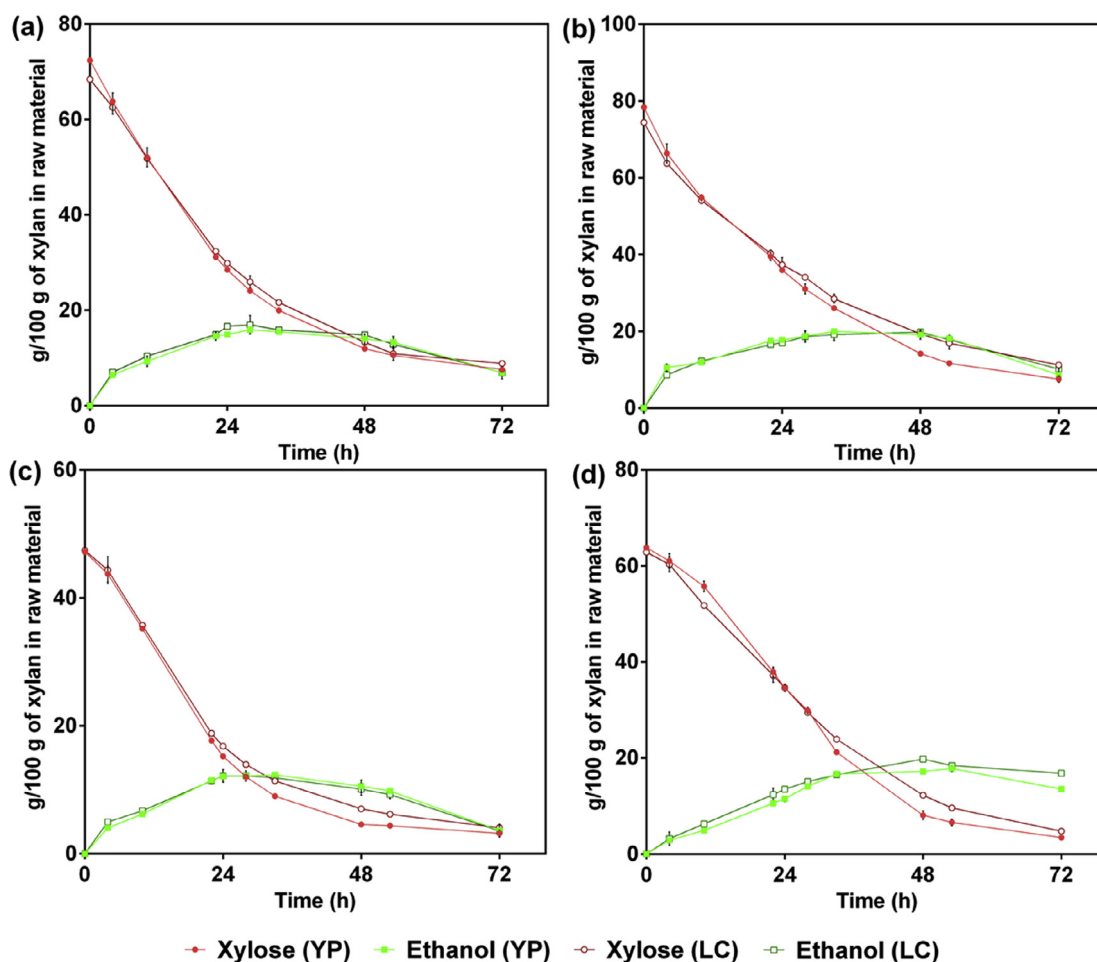 (a)
80
60
40
20
0
g/100 g of xylan in raw material
0 24 48 72
Time (h)
(b)
100
80
60
40
20
0
g/100 g of xylan in raw material
0 24 48 72
Time (h)
(c)
60
40
20
0
g/100 g of xylan in raw material
0 24 48 72
Time (h)
(d)
80
60
40
20
0
g/100 g of xylan in raw material
0 24 48 72
Time (h)
Xylose (YP) Ethanol (YP) Xylose (LC) Ethanol (LC)